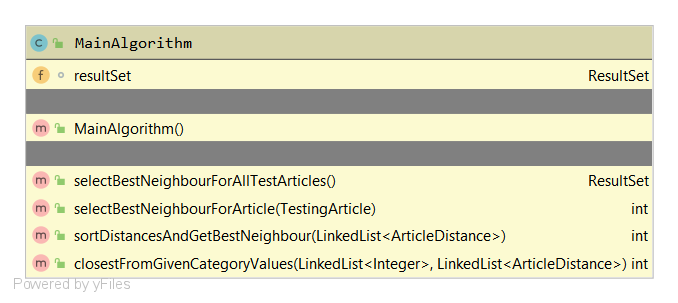 C MainAlgorithm
f resultSet ResultSet
m MainAlgorithm()
m selectBestNeighbourForAllTestArticles() ResultSet
m selectBestNeighbourForArticle(TestingArticle) int
m sortDistancesAndGetBestNeighbour(LinkedList<ArticleDistance>) int
m closestFromGivenCategoryValues(LinkedList<Integer>, LinkedList<ArticleDistance>) int
Powered by yFiles